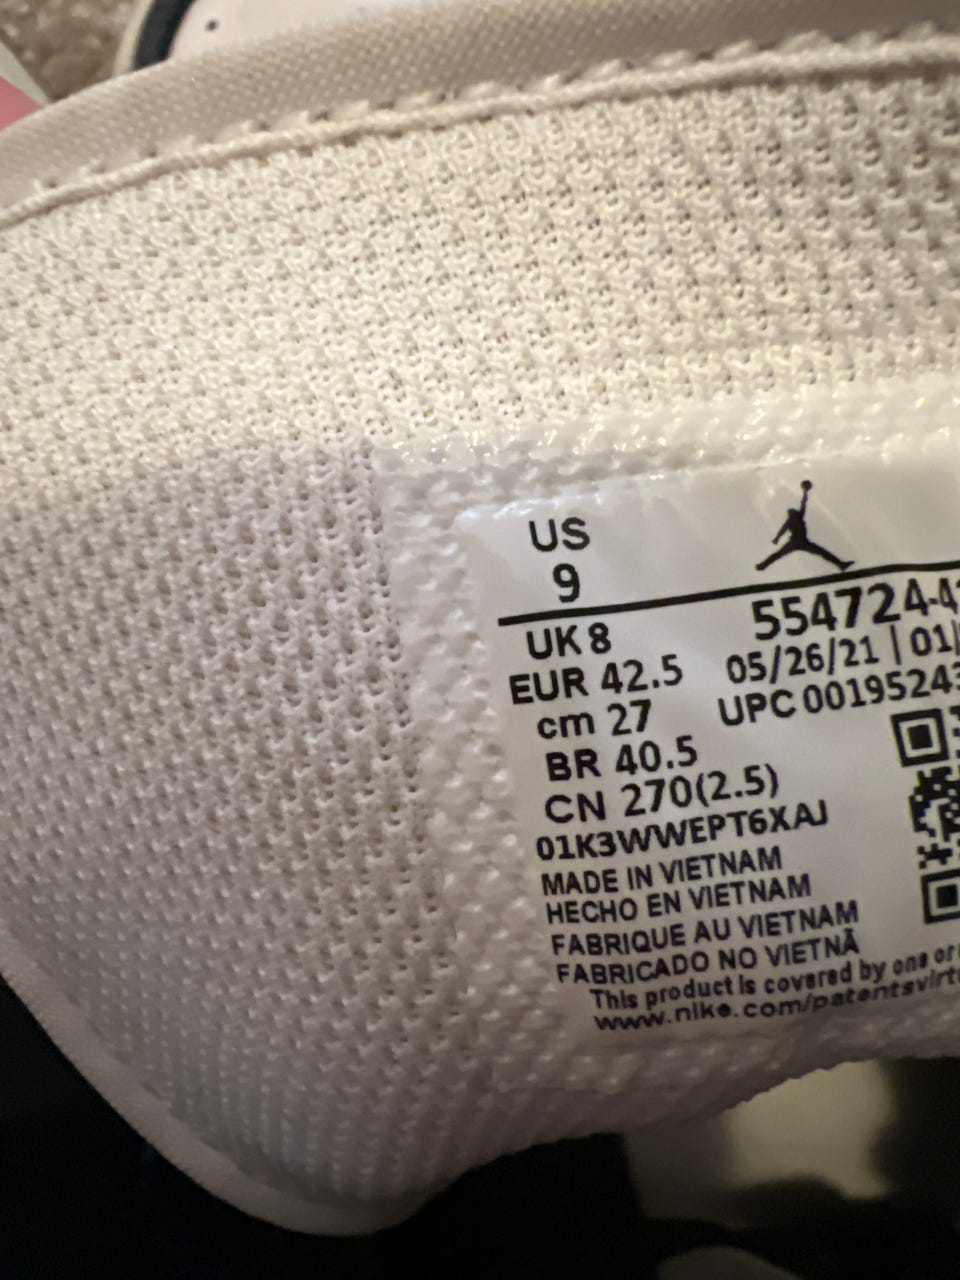 US
9
554724-4
UK 8
EUR 42.5
05/26/21 | 01/
cm 27
UPC 00195243
BR 40.5
CN 270(2.5)
01K3WWEPT6XAJ
MADE IN VIETNAM
HECHO EN VIETNAM
FABRIQUE AU VIETNAM
FABRICADO NO VIETNÃ
This product is covered by one or
www.nike.com/patentsvirt